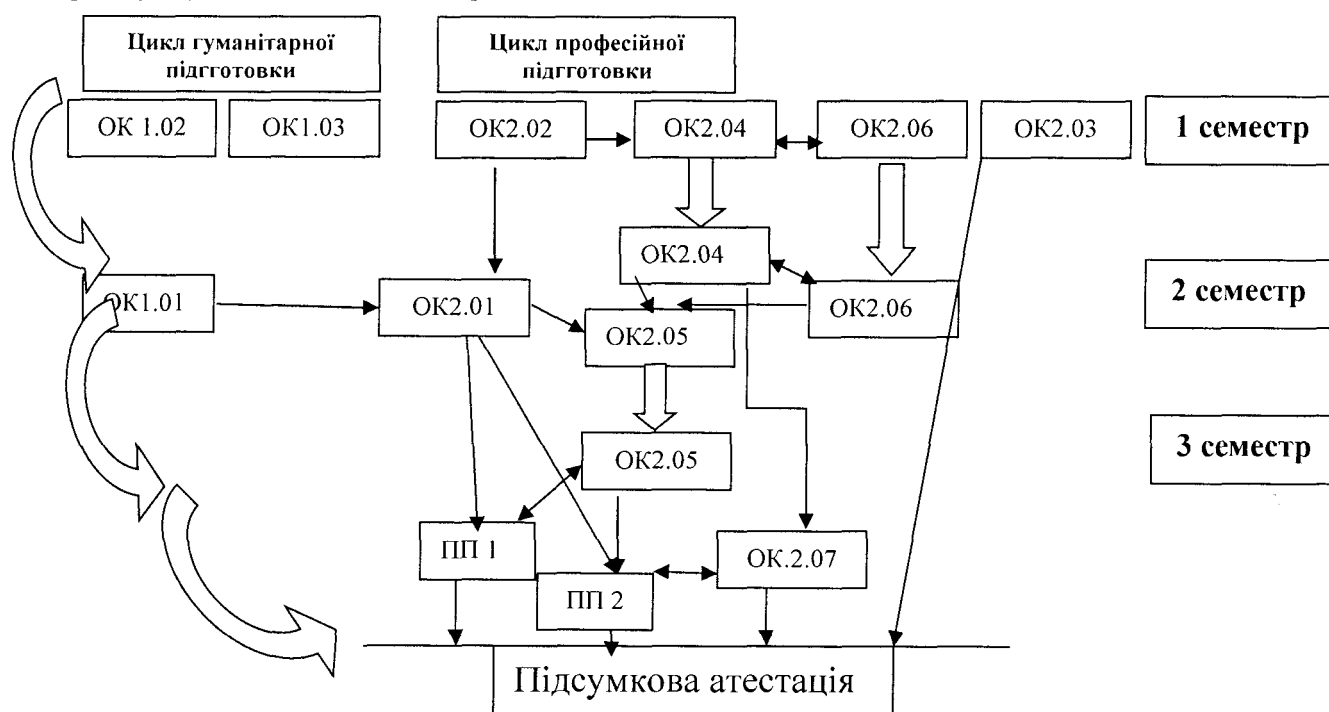 Цикл гуманітарної
підгготовки
Цикл професійної
підгготовки
ОК 1.02
ОК1.03
ОК2.02
ОК2.04
ОК2.06
ОК2.03
1 семестр
ОК2.04
ОК1.01
ОК2.01
ОК2.05
ОК2.06
2 семестр
ОК2.05
3 семестр
ПП 1
ПП 2
ОК.2.07
Підсумкова атестація